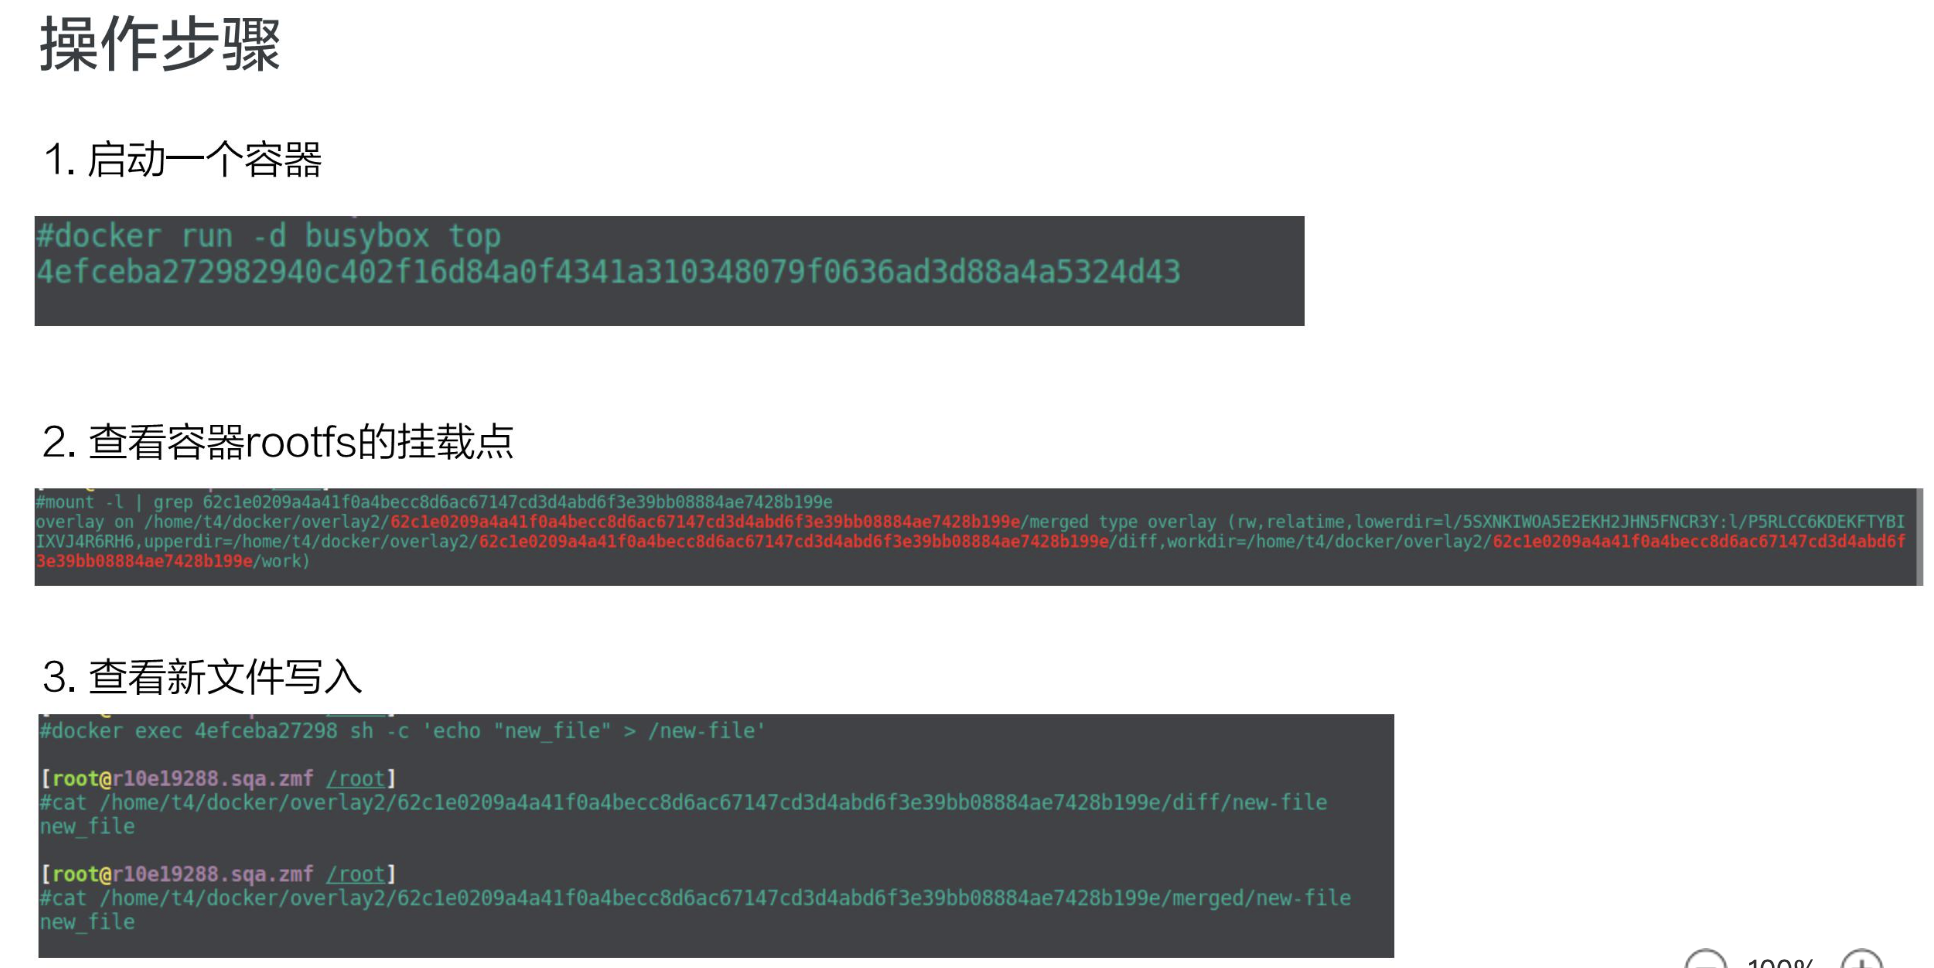 操作步骤
1. 启动一个容器
#docker run -d busybox top
4efceba272982940c402f16d84a0f4341a310348079f0636ad3d88a4a5324d43
2. 查看容器rootfs的挂载点
#mount -l | grep 62c1e0209a4a41f0a4becc8d6ac67147cd3d4abd6f3e39bb08884ae7428b199e
overlay on /home/t4/docker/overlay2/62c1e0209a4a41f0a4becc8d6ac67147cd3d4abd6f3e39bb08884ae7428b199e/merged type overlay (rw,relatime,lowerdir=l/5SXNKIWOA5E2EKH2JHN5FNCR3Y:l/P5RLCC6KDEKFTYBI
IXVJ4R6RH6,upperdir=/home/t4/docker/overlay2/62c1e0209a4a41f0a4becc8d6ac67147cd3d4abd6f3e39bb08884ae7428b199e/diff,workdir=/home/t4/docker/overlay2/62c1e0209a4a41f0a4becc8d6ac67147cd3d4abd6f
3e39bb08884ae7428b199e/work)
3. 查看新文件写入
#docker exec 4efceba27298 sh -c 'echo "new_file" > /new-file'
[root@r10e19288.sqa.zmf /root]
#cat /home/t4/docker/overlay2/62c1e0209a4a41f0a4becc8d6ac67147cd3d4abd6f3e39bb08884ae7428b199e/diff/new-file
new_file
[root@r10e19288.sqa.zmf /root]
#cat /home/t4/docker/overlay2/62c1e0209a4a41f0a4becc8d6ac67147cd3d4abd6f3e39bb08884ae7428b199e/merged/new-file
new_file
100%